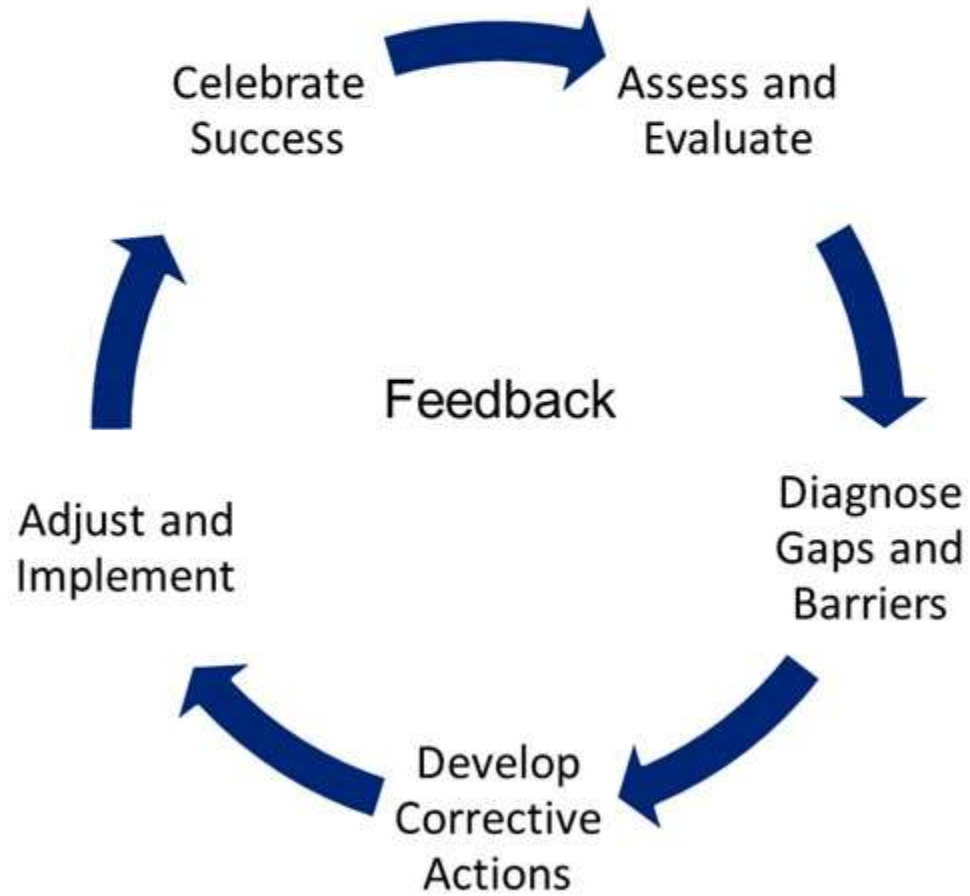 Celebrate
Success
Assess and
Evaluate
Feedback
Diagnose
Gaps and
Barriers
Adjust and
Implement
Develop
Corrective
Actions